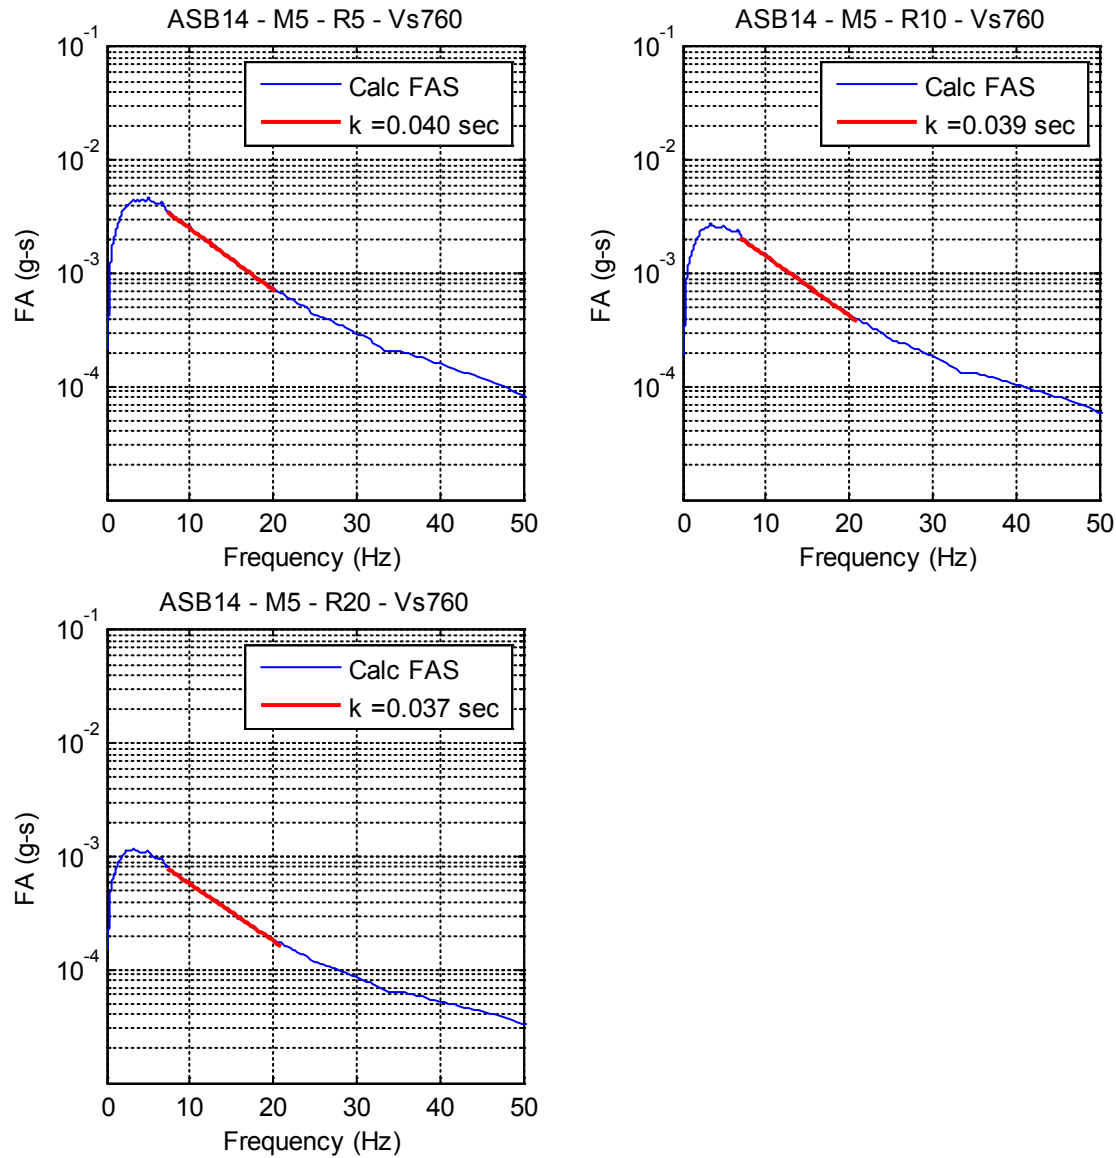 ASB14 - M5 - R5 - Vs760
10^-1
10^-2
10^-3
10^-4
FA (g-s)
Calc FAS
k =0.040 sec
0 10 20 30 40 50
Frequency (Hz)
ASB14 - M5 - R10 - Vs760
10^-1
10^-2
10^-3
10^-4
FA (g-s)
Calc FAS
k =0.039 sec
0 10 20 30 40 50
Frequency (Hz)
ASB14 - M5 - R20 - Vs760
10^-1
10^-2
10^-3
10^-4
FA (g-s)
Calc FAS
k =0.037 sec
0 10 20 30 40 50
Frequency (Hz)